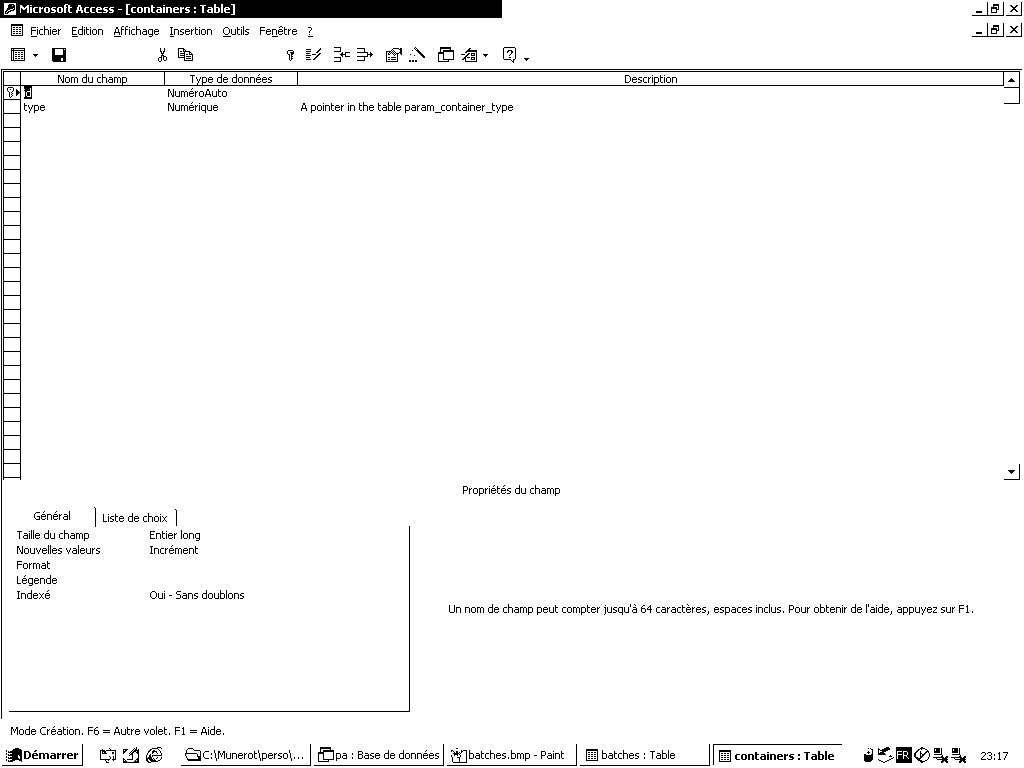 Microsoft Access - [containers : Table]
Fichier Edition Affichage Insertion Outils Fenêtre ?
Nom du champ Type de données Description
id NuméroAuto
type Numérique A pointer in the table param_container_type
Propriétés du champ
Général Liste de choix
Taille du champ Entier long
Nouvelles valeurs Incrément
Format
Légende
Indexé Oui - Sans doublons
Un nom de champ peut compter jusqu'à 64 caractères, espaces inclus. Pour obtenir de l'aide, appuyez sur F1.
Mode Création. F6 = Autre volet. F1 = Aide.
Démarrer C:\Munerot\perso\... pa : Base de données batches.bmp - Paint batches : Table containers : Table FR 23:17